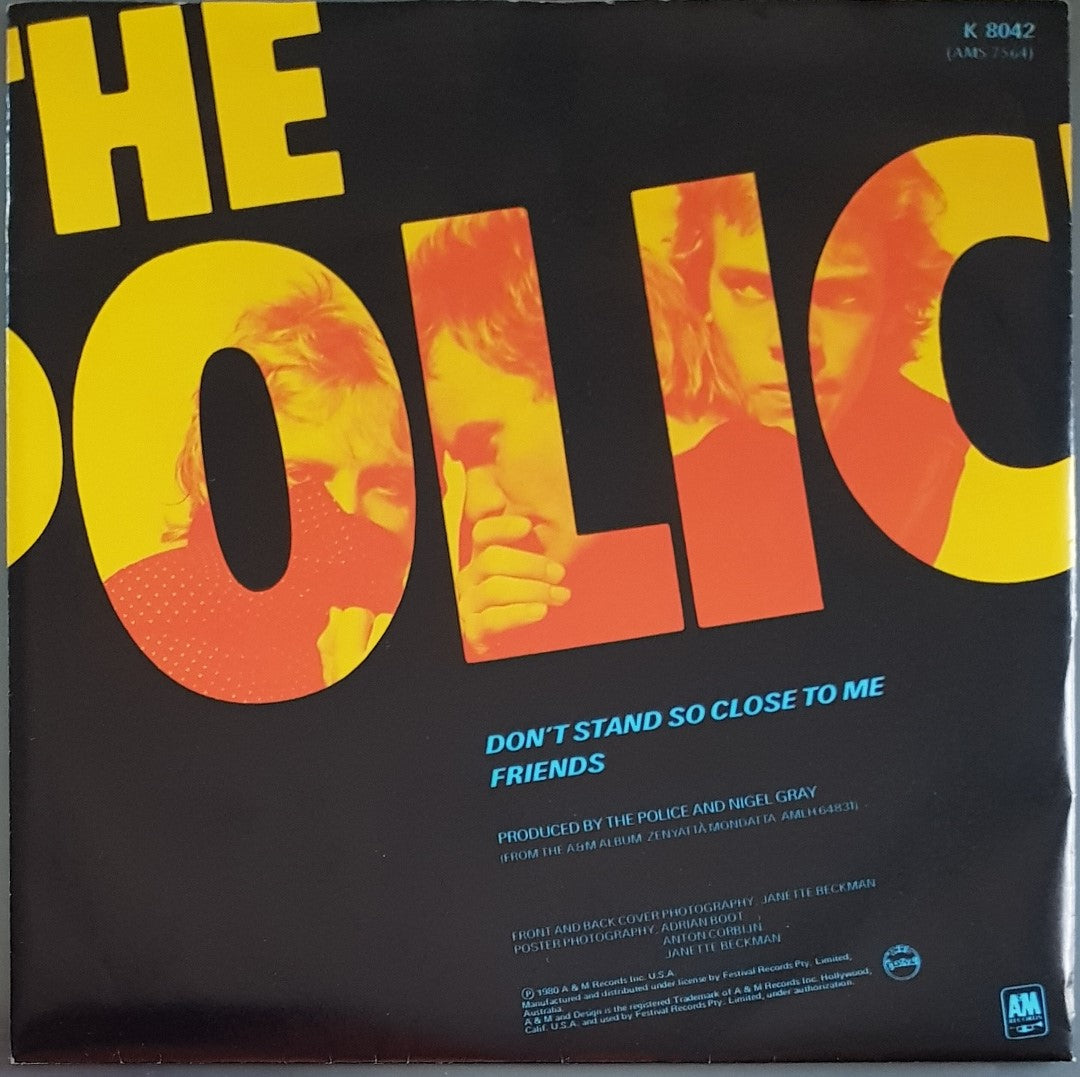 THE
K 8042
(AMS 7564)
POLIC
DON'T STAND SO CLOSE TO ME
FRIENDS
PRODUCED BY THE POLICE AND NIGEL GRAY
(FROM THE A&M ALBUM ZENYATTÀ MONDATTA AMLH 64831)
FRONT AND BACK COVER PHOTOGRAPHY, JANETTE BECKMAN
POSTER PHOTOGRAPHY, ADRIAN BOOT
ANTON CORBIJN
JANETTE BECKMAN
Ⓟ 1980 A & M Records Inc. U.S.A.
Manufactured and distributed under license by Festival Records Pty. Limited,
Australia.
A & M and Design is the registered Trademark of A & M Records Inc. Hollywood,
Calif. U.S.A. and used by Festival Records Pty. Limited, under authorization.
A&M
RECORDS